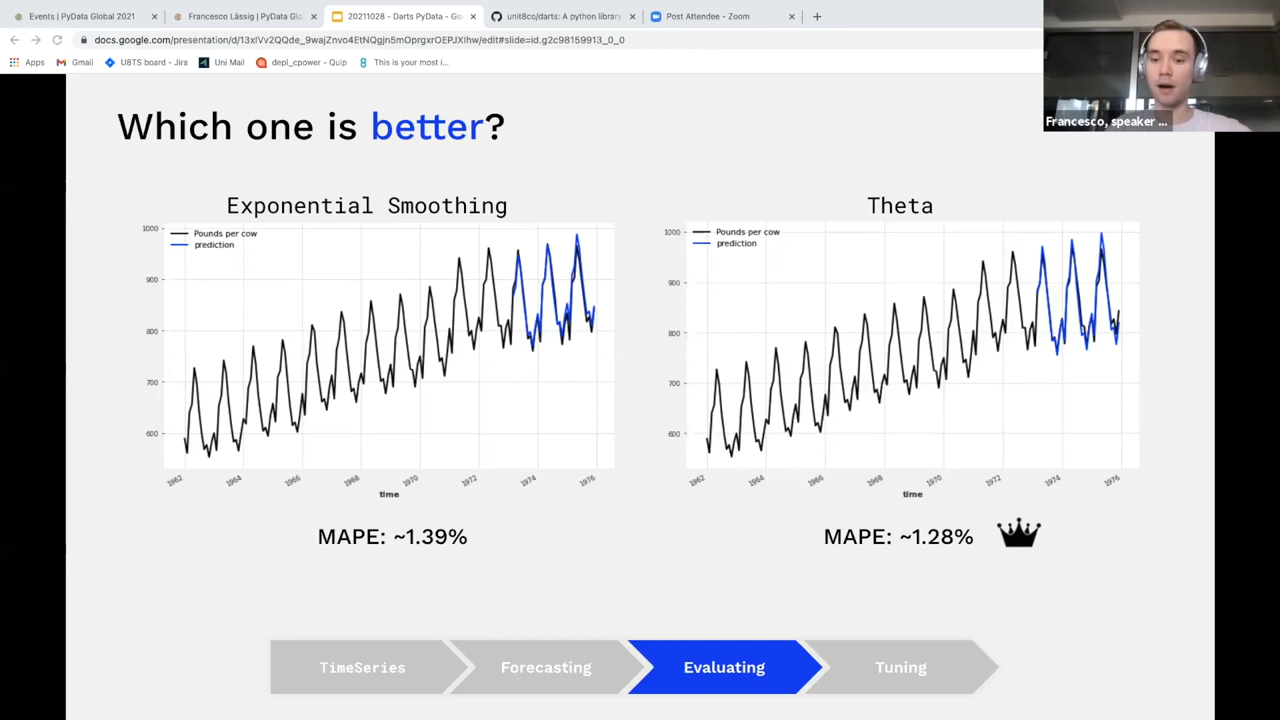 Events | PyData Global 2021
Francesco Lässig | PyData Glo
20211028 - Darts PyData - Go
unit8co/darts: A python library
Post Attendee - Zoom
docs.google.com/presentation/d/13xIVv2QQde_9wajZnvo4EtNQgjn5mOprgxrOEPJXIhw/edit#slide=id.g2c98159913_0_0
Apps
Gmail
U8TS board - Jira
Uni Mail
depl_cpower - Quip
This is your most i...
Francesco, speaker ...
Which one is better?
Exponential Smoothing
Pounds per cow
prediction
1000
900
800
700
600
1962
1964
1966
1968
1970
1972
1974
1976
time
MAPE: ~1.39%
Theta
Pounds per cow
prediction
1000
900
800
700
600
1962
1964
1966
1968
1970
1972
1974
1976
time
MAPE: ~1.28%
TimeSeries
Forecasting
Evaluating
Tuning